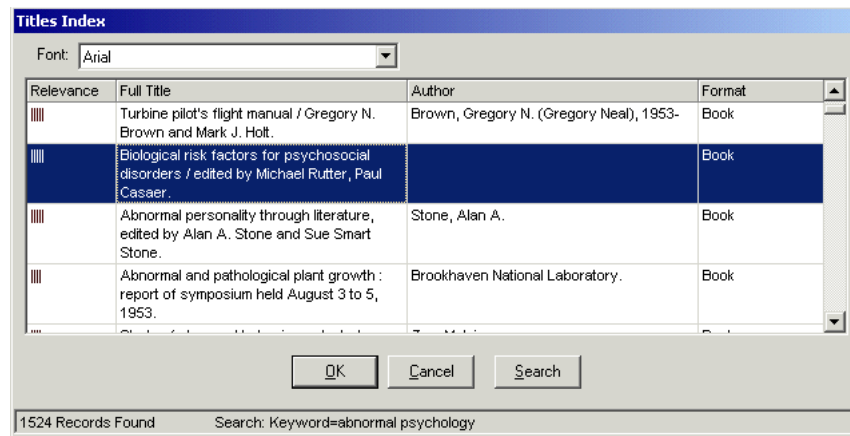 Titles Index
Font: Arial
Relevance Full Title Author Format
Turbine pilot's flight manual / Gregory N. Brown, Gregory N. (Gregory Neal), 1953- Book
Brown and Mark J. Holt.
Biological risk factors for psychosocial Book
disorders / edited by Michael Rutter, Paul
Casaer.
Abnormal personality through literature, Stone, Alan A. Book
edited by Alan A. Stone and Sue Smart
Stone.
Abnormal and pathological plant growth : Brookhaven National Laboratory. Book
report of symposium held August 3 to 5,
1953.
OK Cancel Search
1524 Records Found Search: Keyword=abnormal psychology